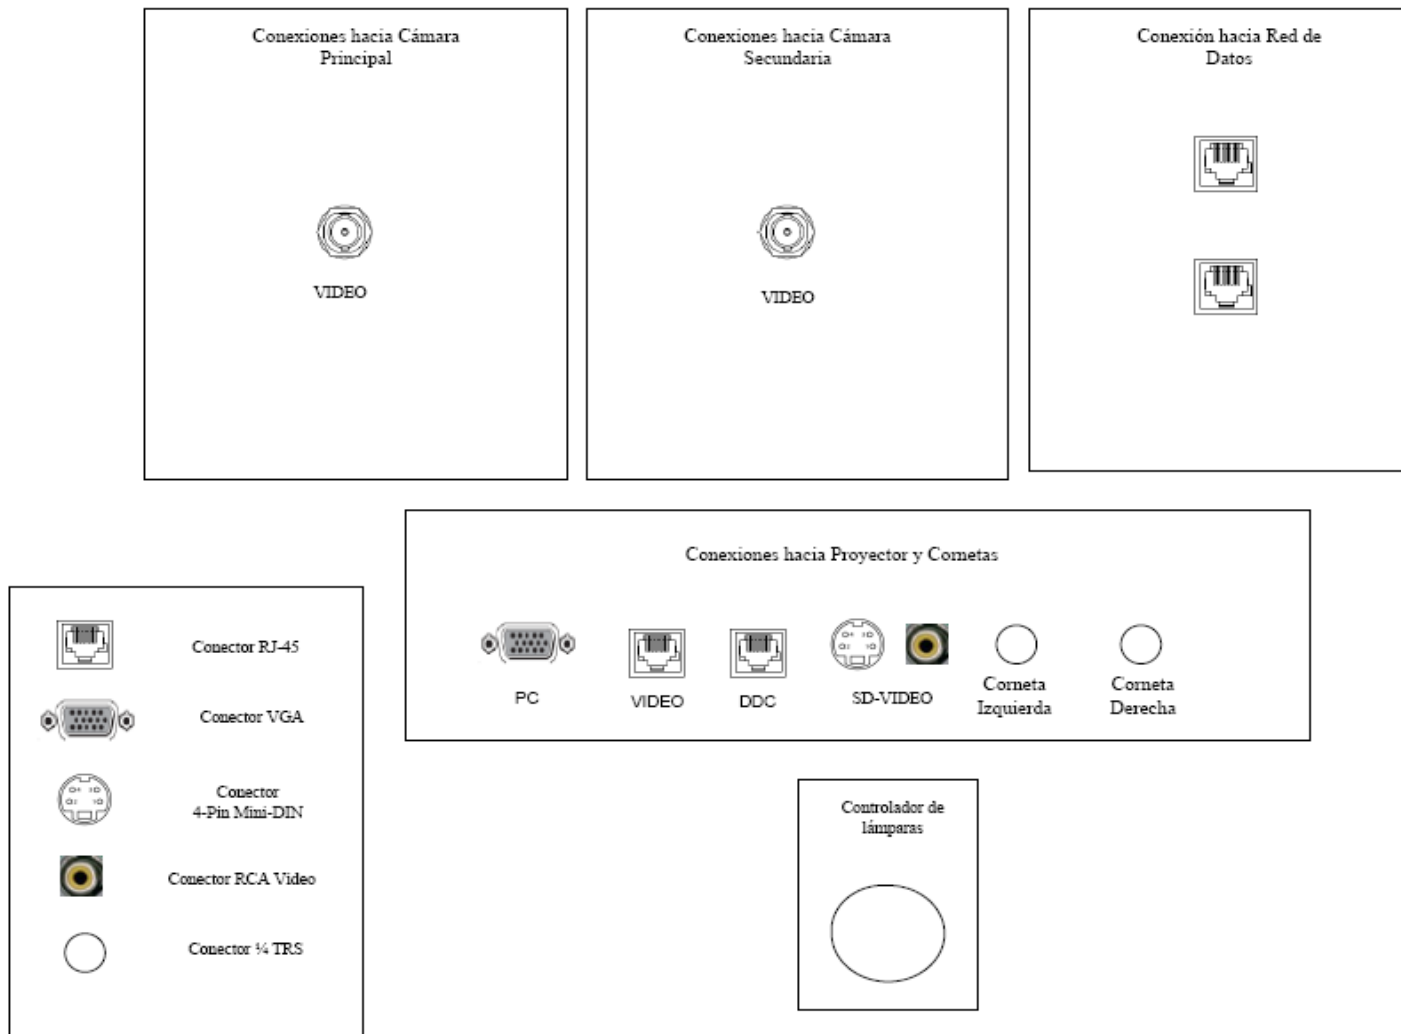 Conexiones hacia Cámara
Principal
VIDEO
Conexiones hacia Cámara
Secundaria
VIDEO
Conexión hacia Red de
Datos
Conexiones hacia Proyector y Cornetas
PC
VIDEO
DDC
SD-VIDEO
Corneta
Izquierda
Corneta
Derecha
Conector RJ-45
Conector VGA
Conector
4-Pin Mini-DIN
Conector RCA Video
Conector ¼ TRS
Controlador de
lámparas